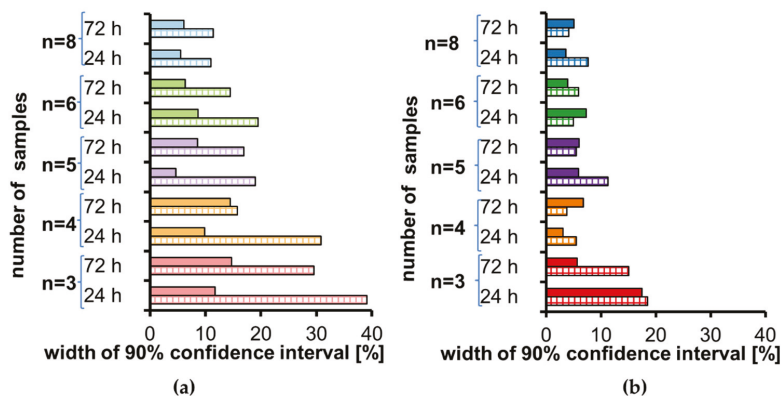 number of samples
n=8
72 h
24 h
n=6
72 h
24 h
n=5
72 h
24 h
n=4
72 h
24 h
n=3
72 h
24 h
0 10 20 30 40
width of 90% confidence interval [%]
(a)
number of samples
n=8
72 h
24 h
n=6
72 h
24 h
n=5
72 h
24 h
n=4
72 h
24 h
n=3
72 h
24 h
0 10 20 30 40
width of 90% confidence interval [%]
(b)